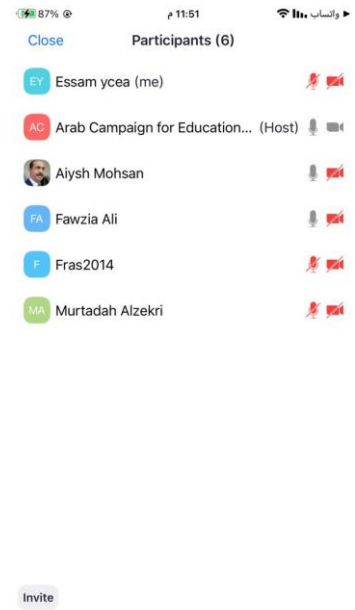 87% 11:51 م واتساب
Close Participants (6)
EY Essam ycea (me)
AC Arab Campaign for Education... (Host)
Aiysh Mohsan
FA Fawzia Ali
F Fras2014
MA Murtadah Alzekri
Invite